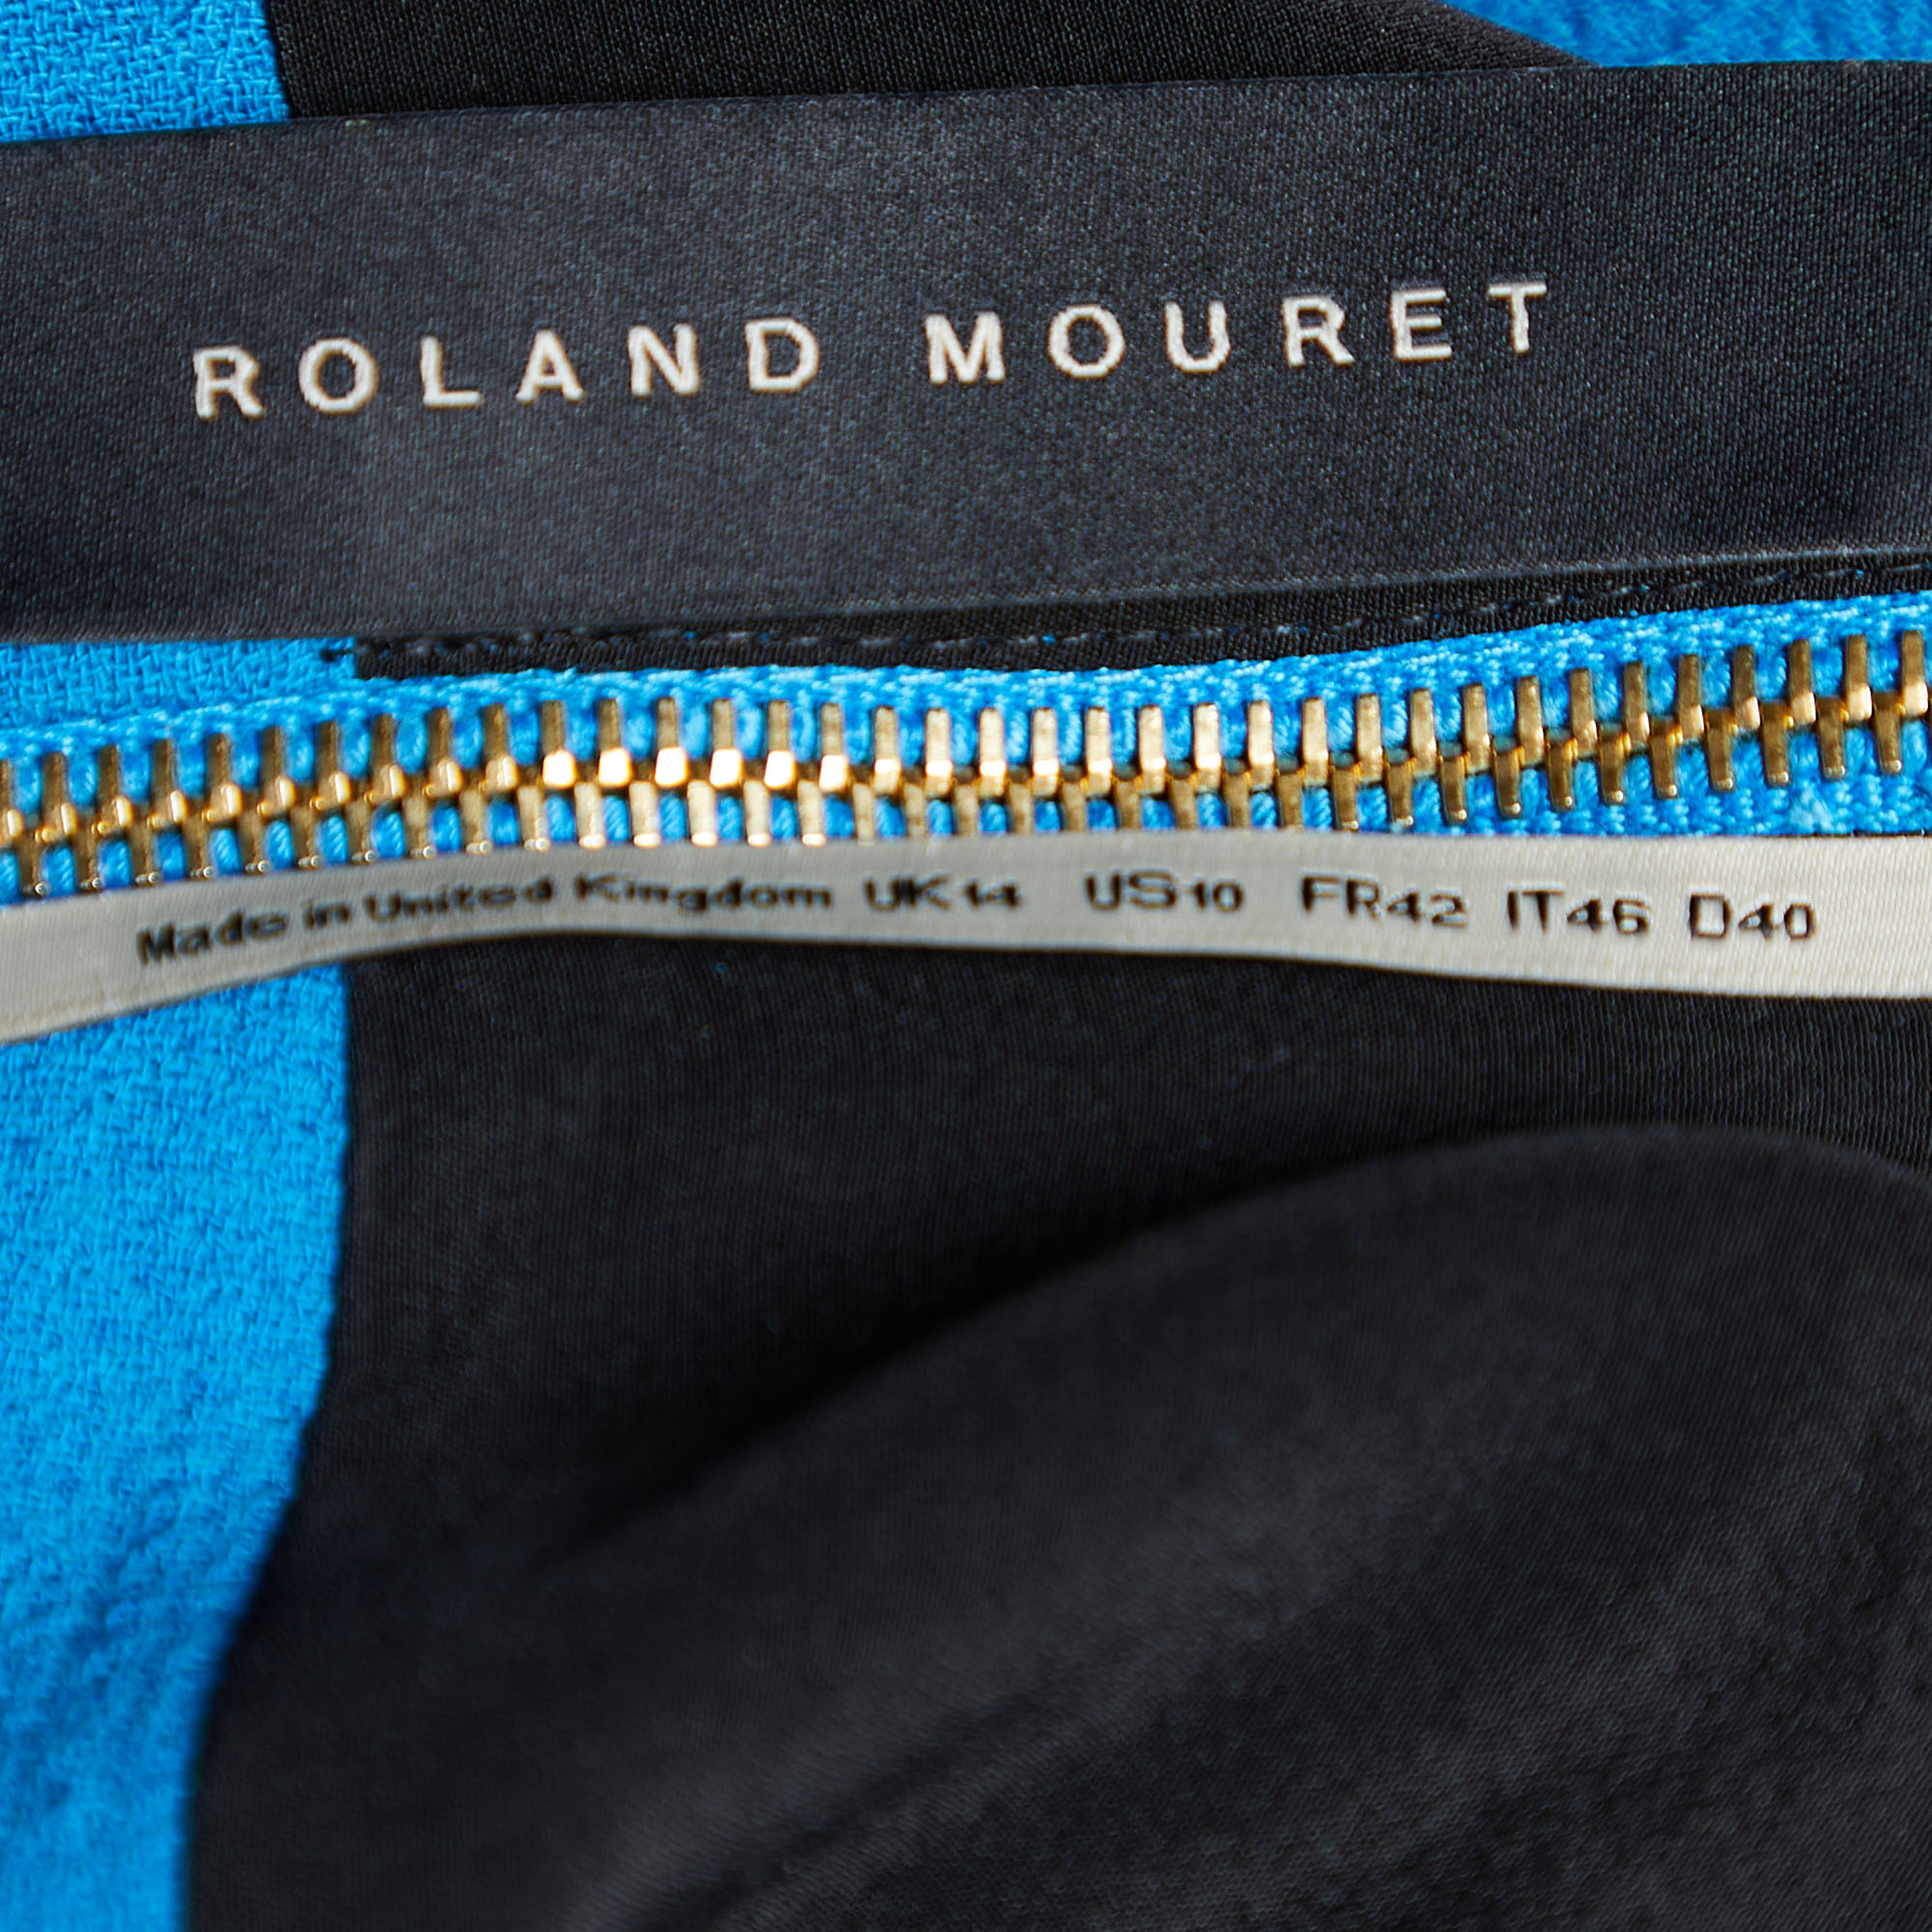 ROLAND MOURET
Made in United Kingdom UK14 US10 FR42 IT46 D40